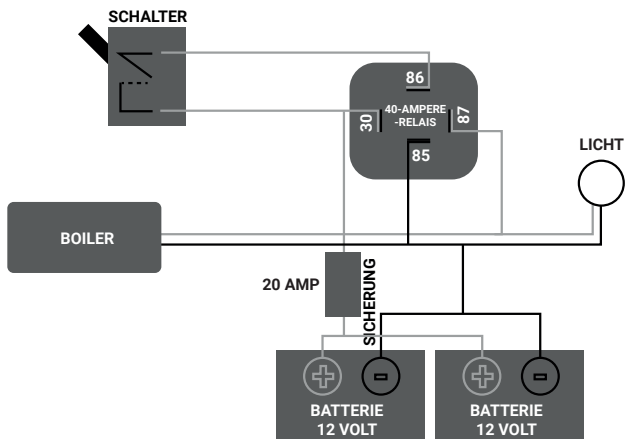 SCHALTER
86
40-AMPERE
-RELAIS
30
87
85
LICHT
BOILER
20 AMP
SICHERUNG
BATTERIE
12 VOLT
BATTERIE
12 VOLT